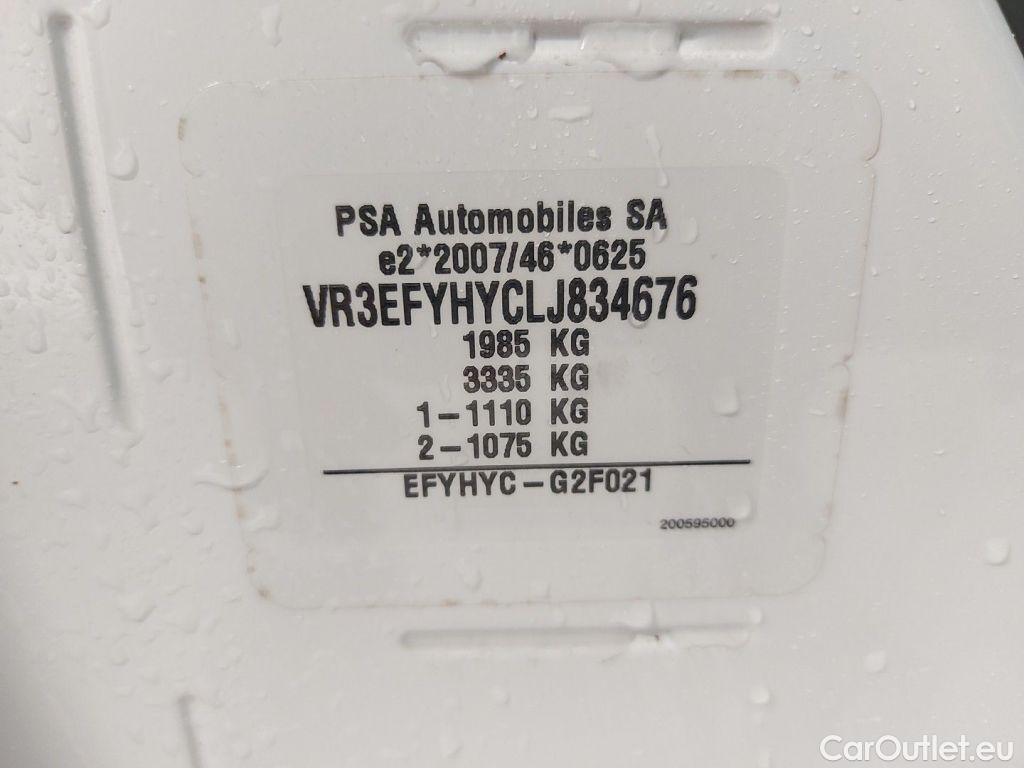 PSA Automobiles SA
e2*2007/46*0625
VR3EFYHYCLJ834676
1985 KG
3335 KG
1-1110 KG
2-1075 KG
EFYHYC-G2F021
200595000
CarOutlet.eu